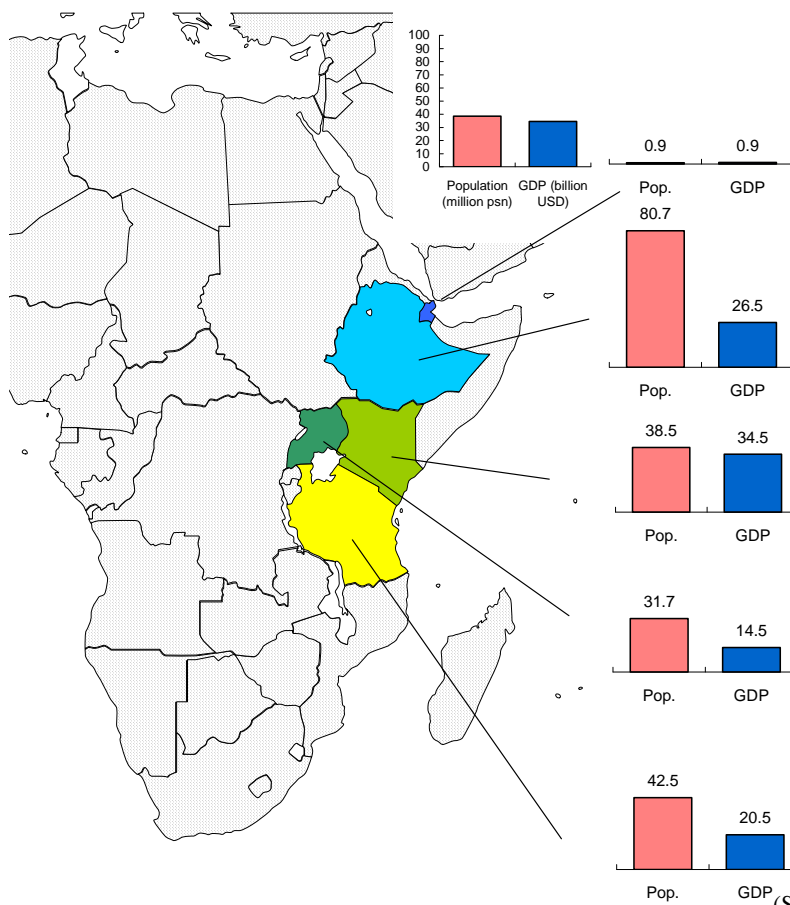 100
90
80
70
60
50
40
30
20
10
0
Population
(million psn)
GDP (billion
USD)
0.9 0.9
Pop. GDP
80.7
26.5
Pop. GDP
38.5 34.5
Pop. GDP
31.7
14.5
Pop. GDP
42.5
20.5
Pop. GDP
(S